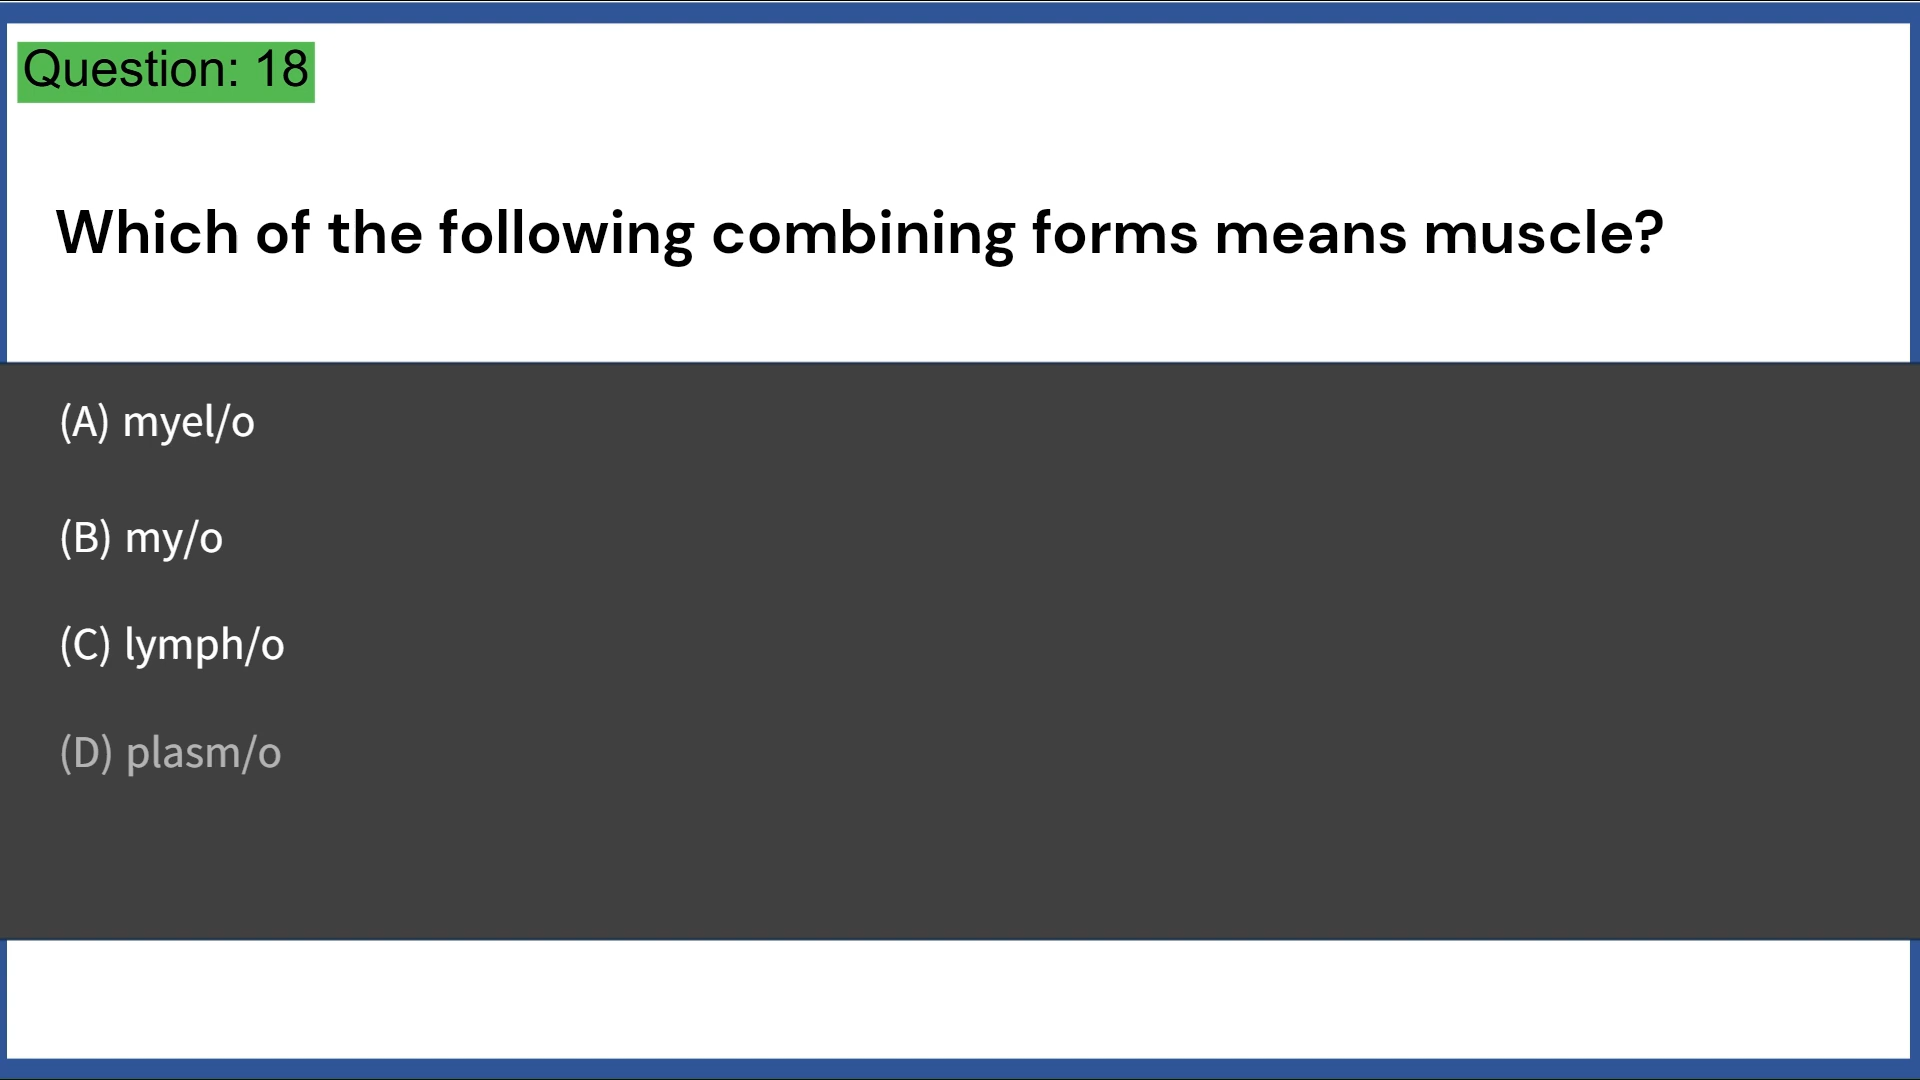 Question: 18
Which of the following combining forms means muscle?
(A) myel/o
(B) my/o
(C) lymph/o
(D) plasm/o